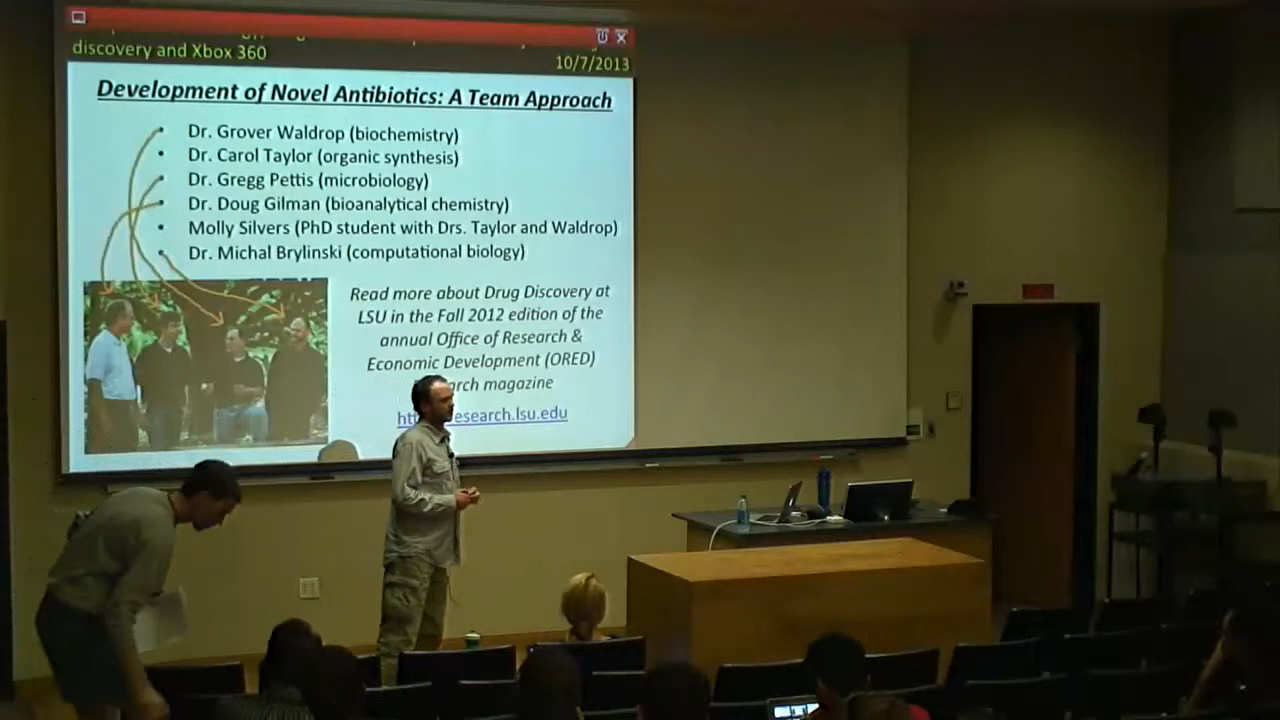 discovery and Xbox 360
10/7/2013
Development of Novel Antibiotics: A Team Approach
• Dr. Grover Waldrop (biochemistry)
• Dr. Carol Taylor (organic synthesis)
• Dr. Gregg Pettis (microbiology)
• Dr. Doug Gilman (bioanalytical chemistry)
• Molly Silvers (PhD student with Drs. Taylor and Waldrop)
• Dr. Michal Brylinski (computational biology)
Read more about Drug Discovery at
LSU in the Fall 2012 edition of the
annual Office of Research &
Economic Development (ORED)
magazine
esearch.lsu.edu